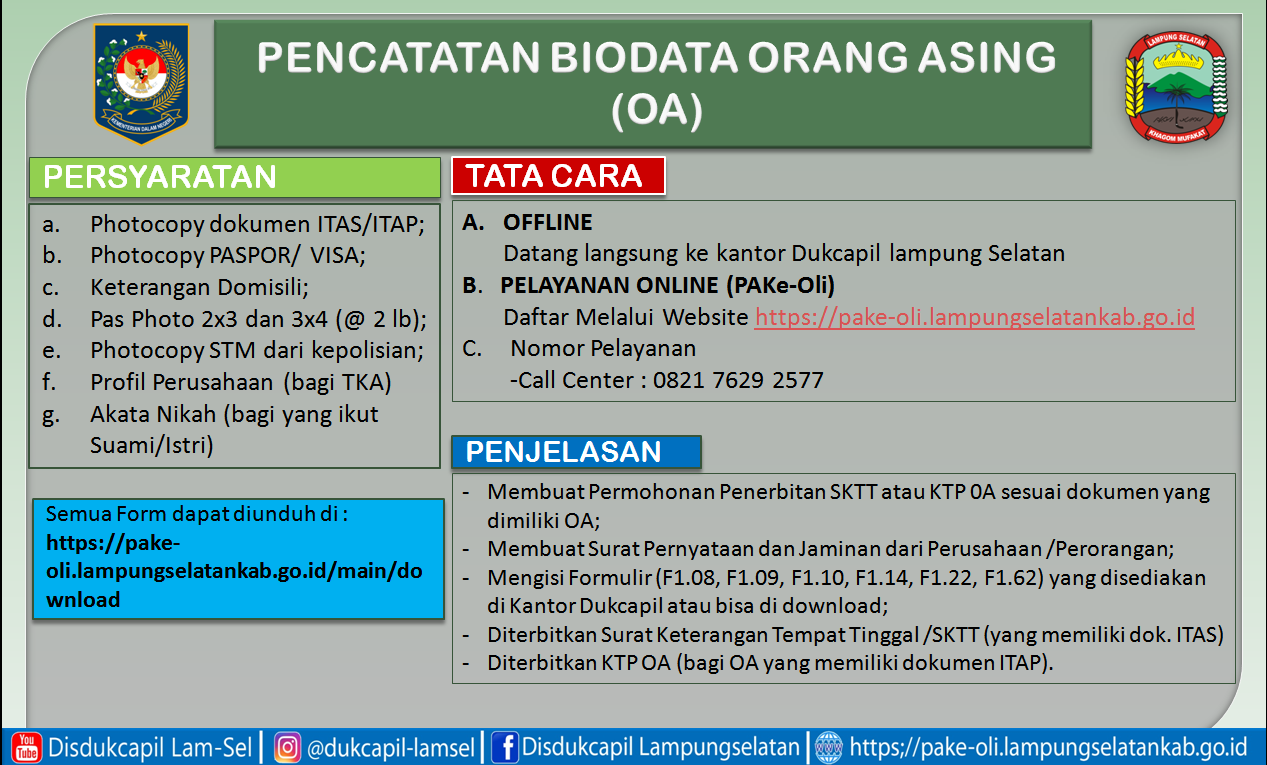 PENCATATAN BIODATA ORANG ASING
(OA)
KEMENTERIAN DALAM NEGERI
LAMPUNG SELATAN
KHAGOM MUFAKAT
PERSYARATAN
a. Photocopy dokumen ITAS/ITAP;
b. Photocopy PASPOR/ VISA;
c. Keterangan Domisili;
d. Pas Photo 2x3 dan 3x4 (@ 2 lb);
e. Photocopy STM dari kepolisian;
f. Profil Perusahaan (bagi TKA)
g. Akata Nikah (bagi yang ikut
Suami/Istri)
Semua Form dapat diunduh di :
https://pake-
oli.lampungselatankab.go.id/main/do
wnload
TATA CARA
A. OFFLINE
Datang langsung ke kantor Dukcapil lampung Selatan
B. PELAYANAN ONLINE (PAKe-Oli)
Daftar Melalui Website https://pake-oli.lampungselatankab.go.id
C. Nomor Pelayanan
-Call Center : 0821 7629 2577
PENJELASAN
- Membuat Permohonan Penerbitan SKTT atau KTP 0A sesuai dokumen yang
dimiliki OA;
- Membuat Surat Pernyataan dan Jaminan dari Perusahaan /Perorangan;
- Mengisi Formulir (F1.08, F1.09, F1.10, F1.14, F1.22, F1.62) yang disediakan
di Kantor Dukcapil atau bisa di download;
- Diterbitkan Surat Keterangan Tempat Tinggal /SKTT (yang memiliki dok. ITAS)
- Diterbitkan KTP OA (bagi OA yang memiliki dokumen ITAP).
You Tube Disdukcapil Lam-Sel | @dukcapil-lamsel | f Disdukcapil Lampungselatan | https;//pake-oli.lampungselatankab.go.id